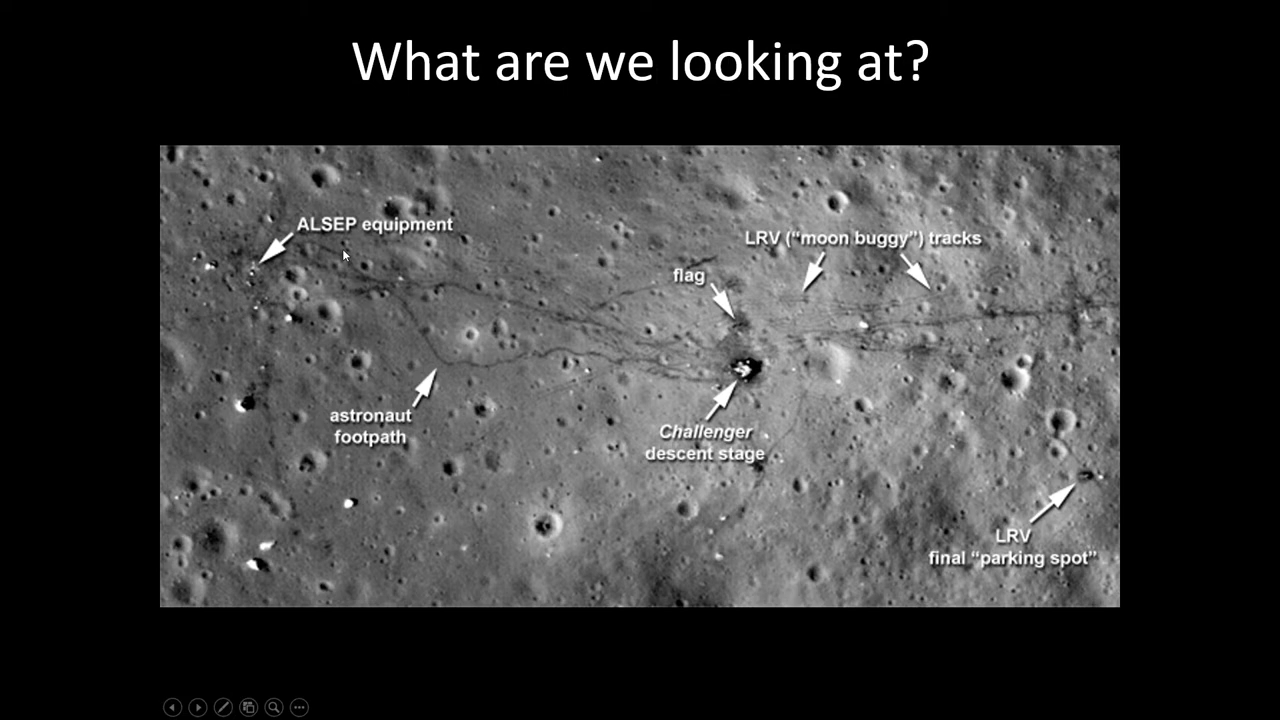 What are we looking at?
ALSEP equipment
LRV (“moon buggy”) tracks
flag
astronaut
footpath
Challenger
descent stage
LRV
final “parking spot”